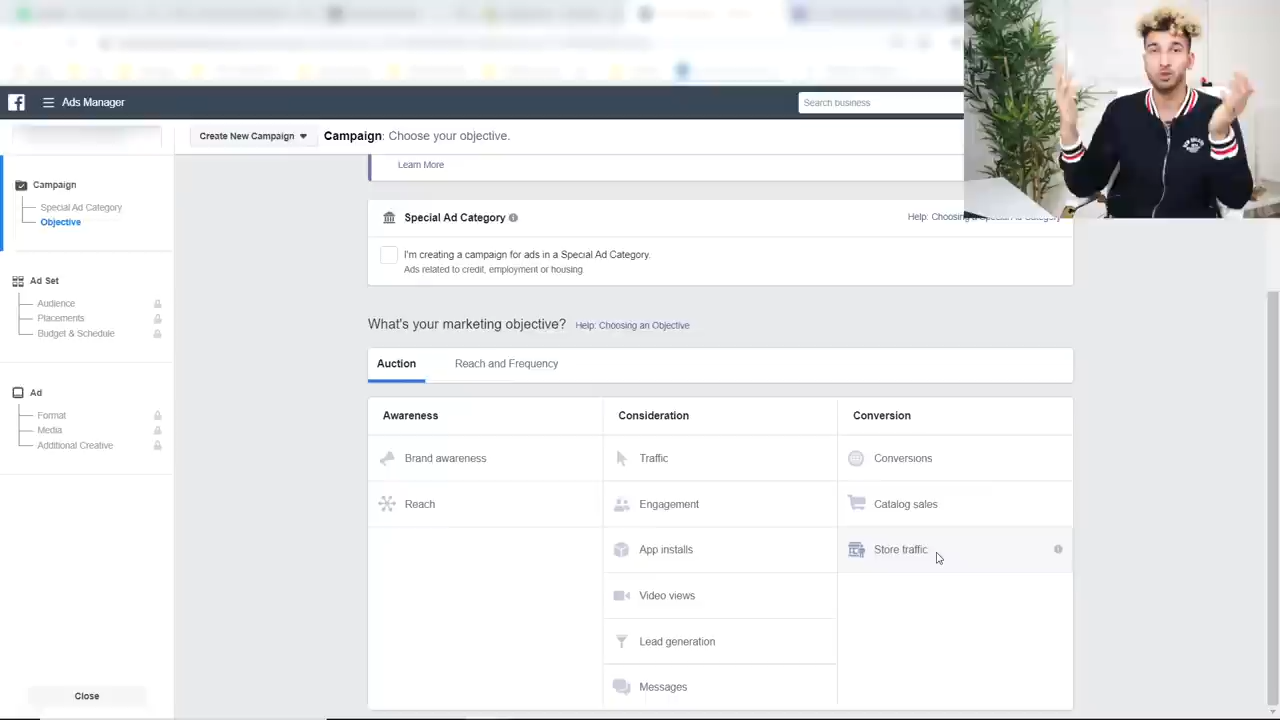 Ads Manager
Search business
Create New Campaign
Campaign: Choose your objective.
Learn More
Campaign
Special Ad Category
Objective
Ad Set
Audience
Placements
Budget & Schedule
Ad
Format
Media
Additional Creative
Close
Special Ad Category
Help: Choosing a Special Ad Category
I'm creating a campaign for ads in a Special Ad Category.
Ads related to credit, employment or housing
What's your marketing objective? Help: Choosing an Objective
Auction Reach and Frequency
Awareness Consideration Conversion
Brand awareness Traffic Conversions
Reach Engagement Catalog sales
App installs Store traffic
Video views
Lead generation
Messages